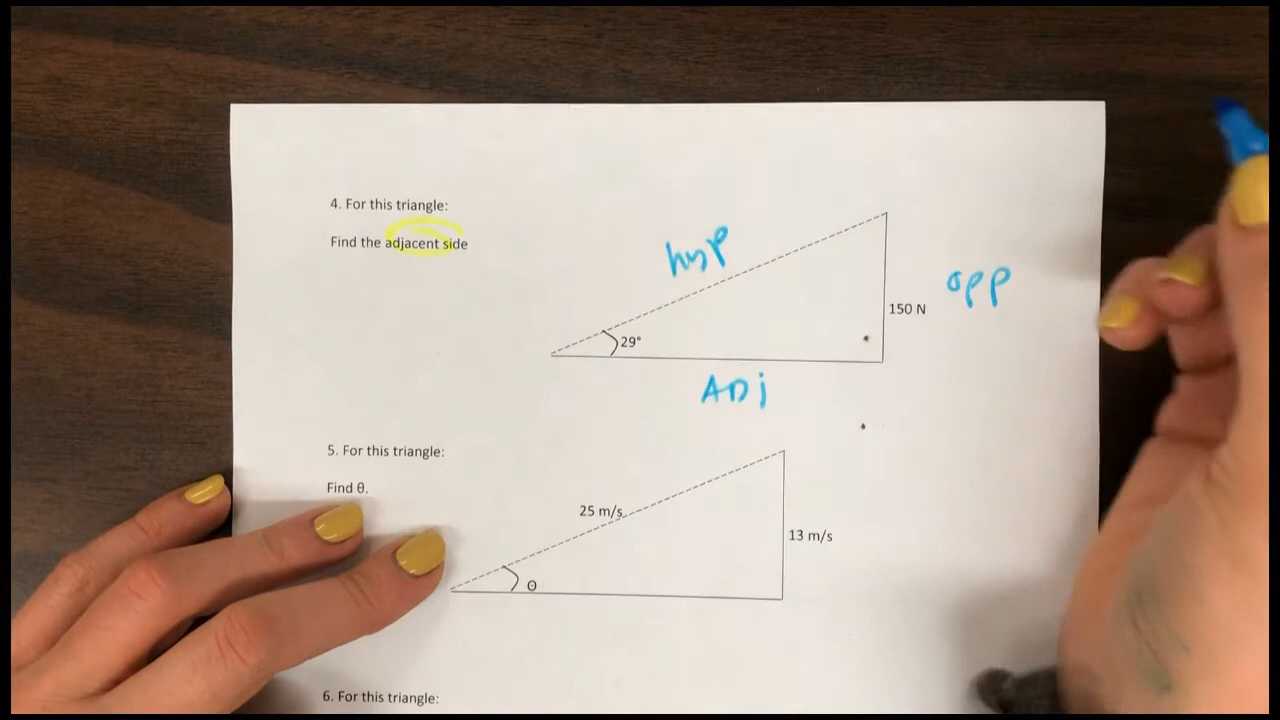 4. For this triangle:
Find the adjacent side
hyp
opp
150 N
29°
ADj
5. For this triangle:
Find θ.
25 m/s
13 m/s
θ
6. For this triangle: